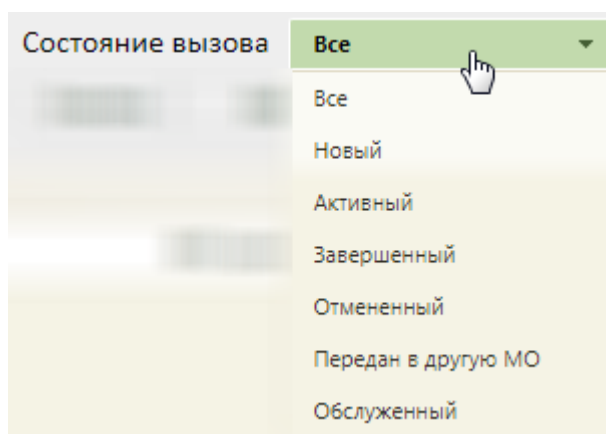 Состояние вызова Все
Все
Новый
Активный
Завершенный
Отмененный
Передан в другую МО
Обслуженный